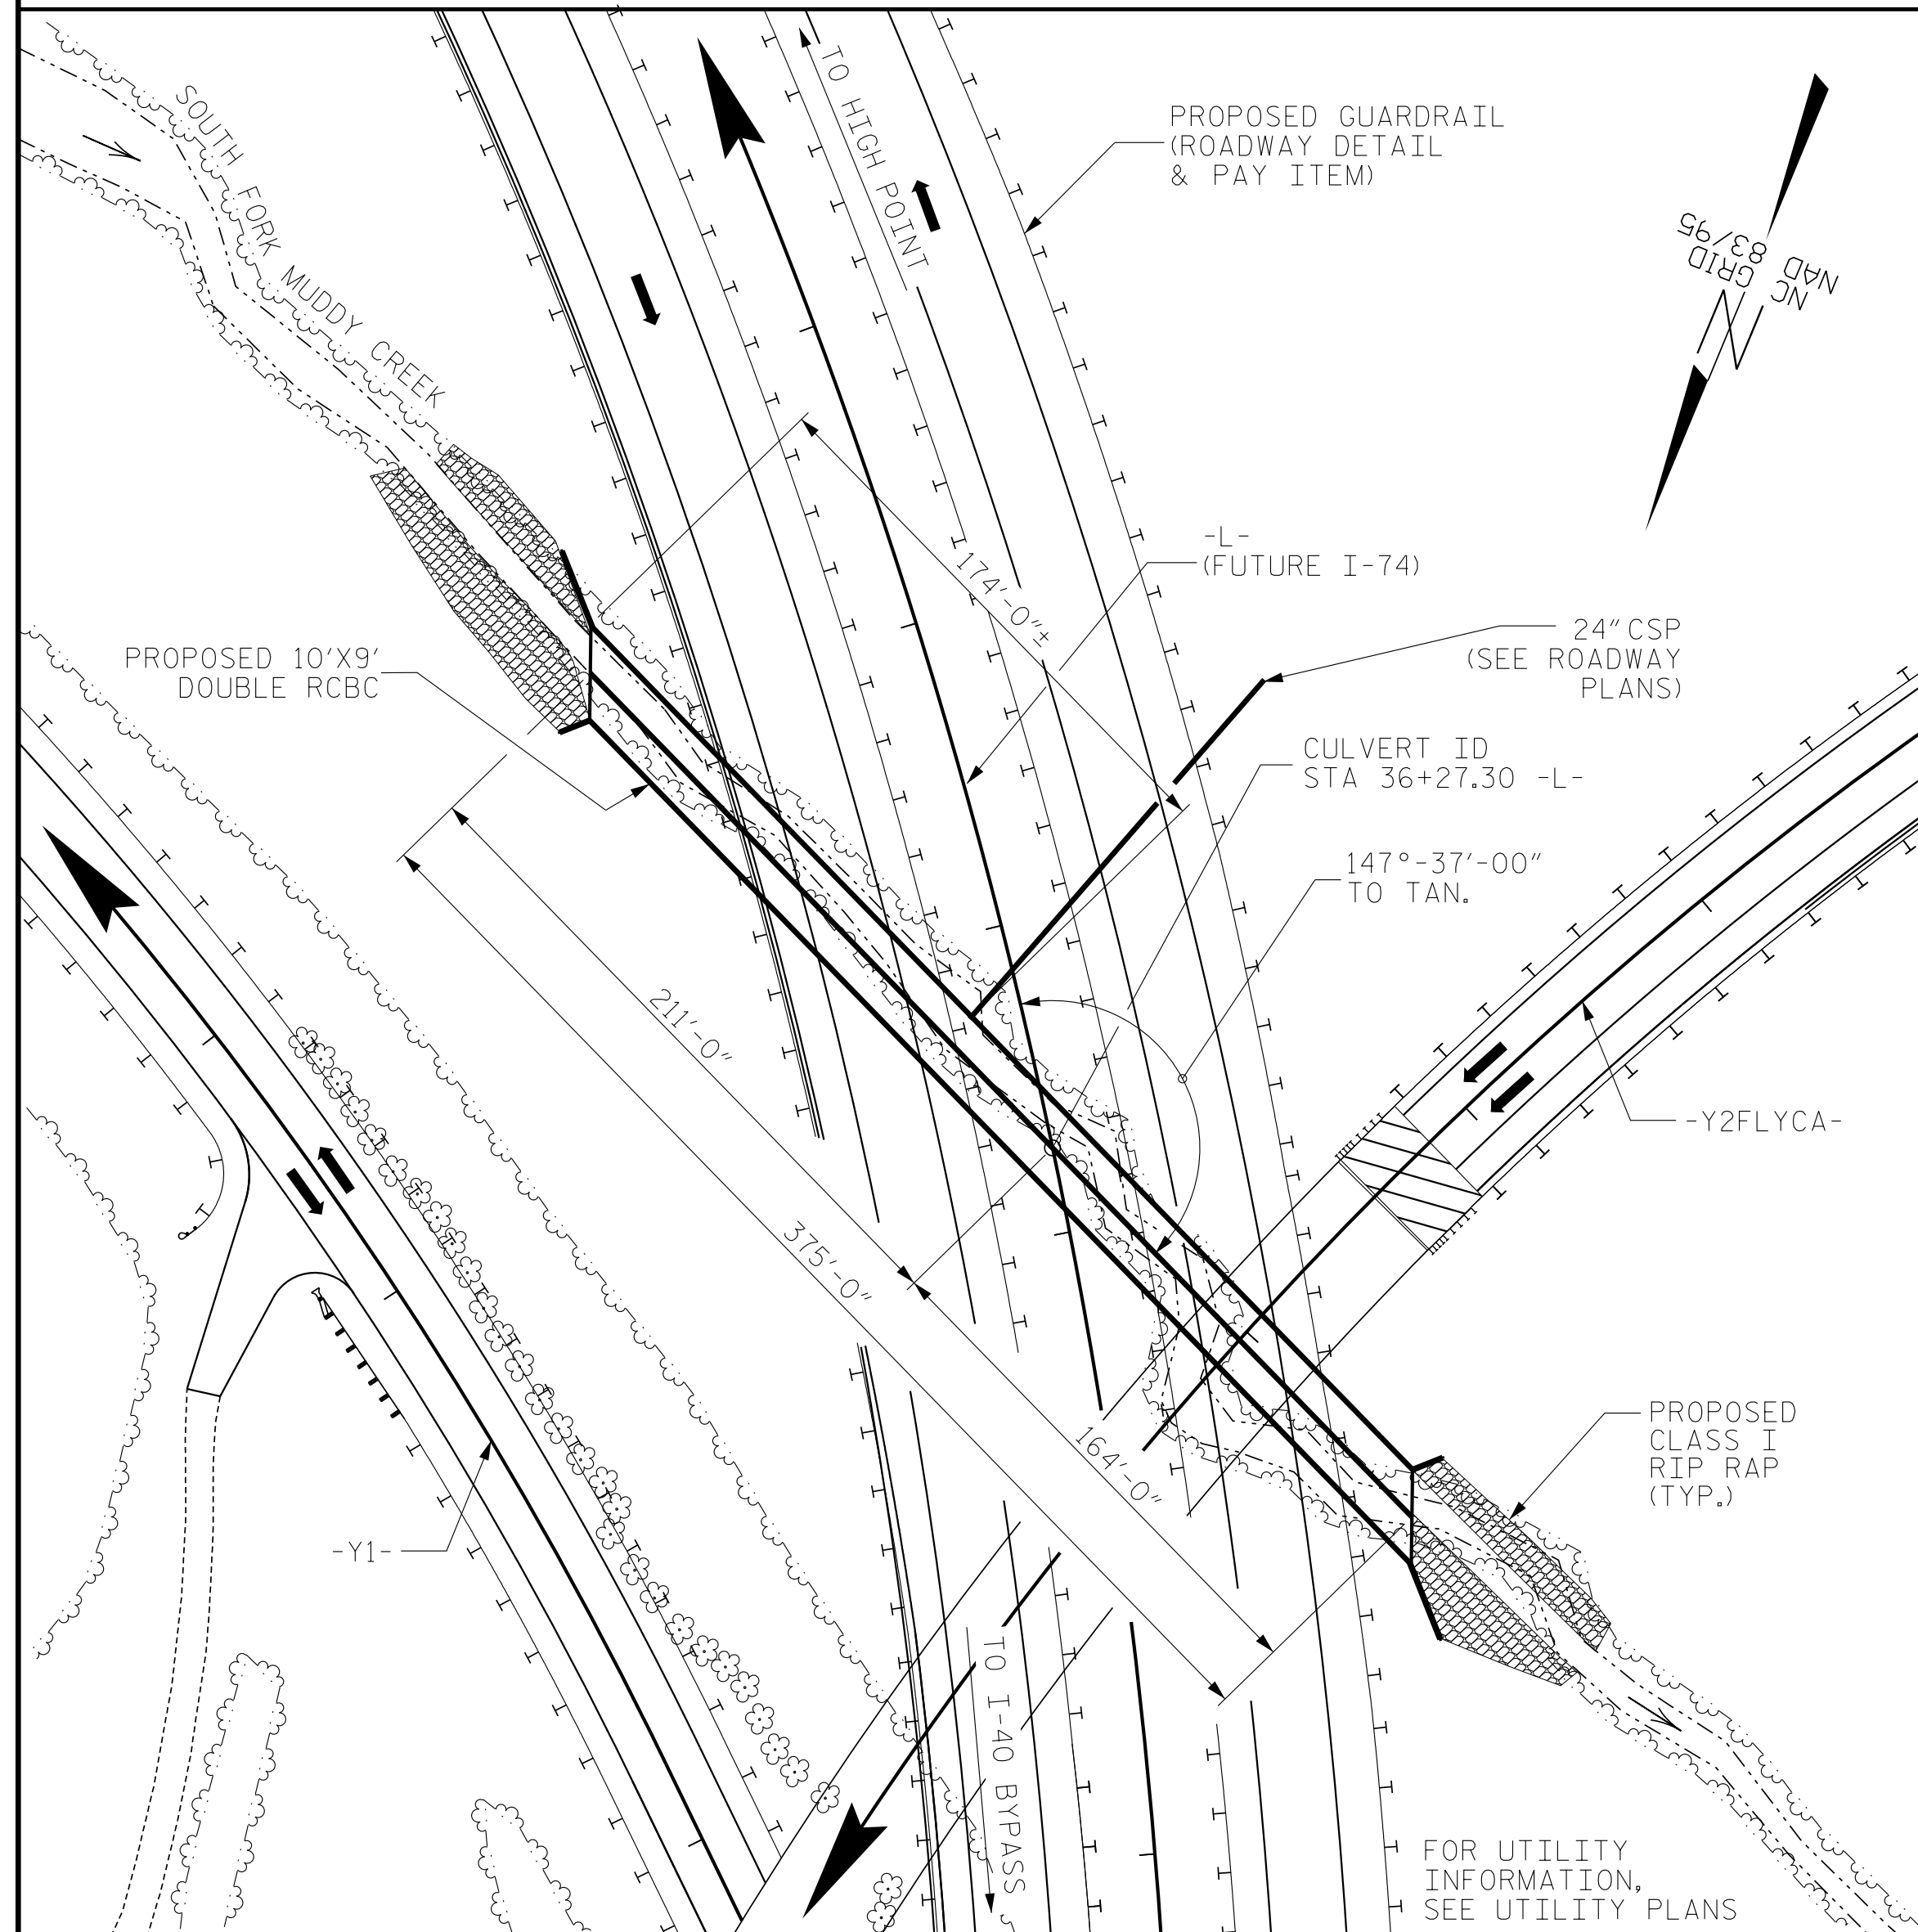 SOUTH FORK MUDDY CREEK
TO HIGH POINT
PROPOSED GUARDRAIL
(ROADWAY DETAIL
& PAY ITEM)
NC GRID
NAD 83/95
N
174'-0"±
-L-
(FUTURE I-74)
24" CSP
(SEE ROADWAY
PLANS)
PROPOSED 10'X9'
DOUBLE RCBC
CULVERT ID
STA 36+27.30 -L-
147°-37'-00"
TO TAN.
211'-0"
375'-0"
164'-0"
-Y2FLYCA-
PROPOSED
CLASS I
RIP RAP
(TYP.)
-Y1-
TO I-40 BYPASS
FOR UTILITY
INFORMATION,
SEE UTILITY PLANS